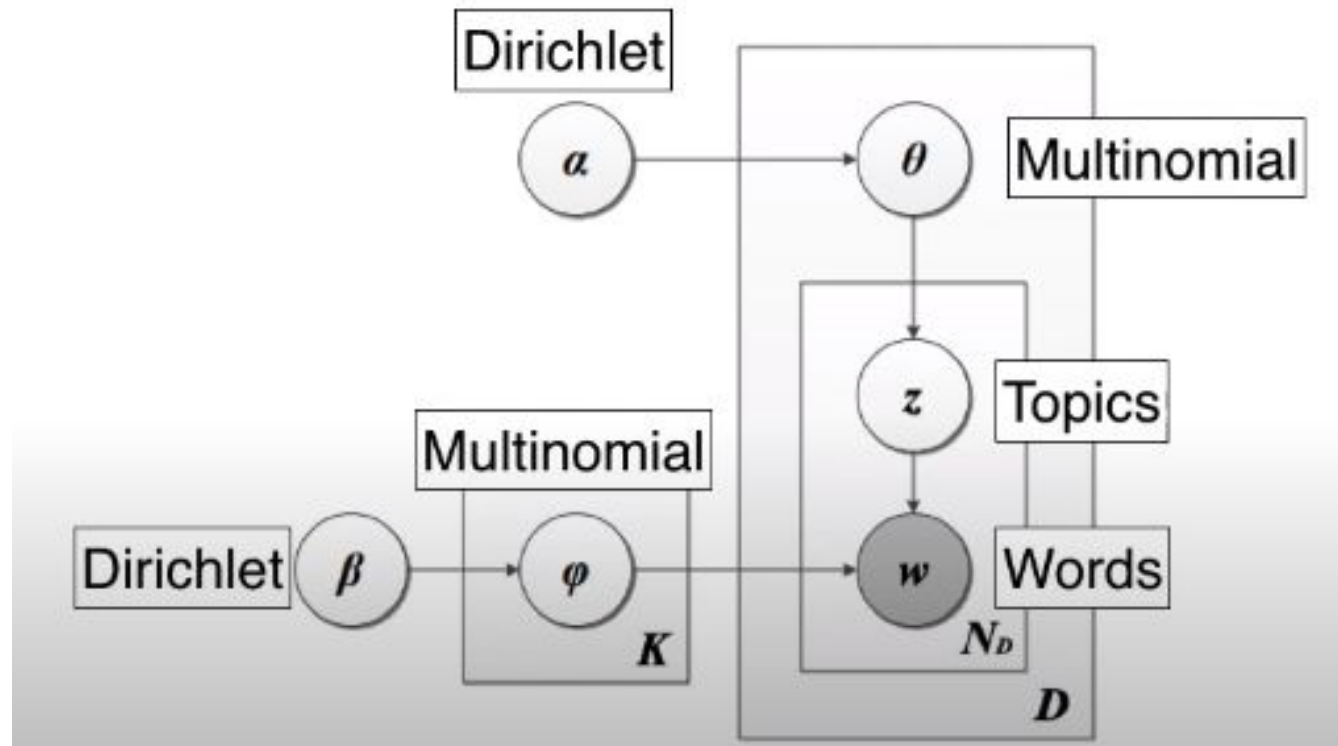 Dirichlet
α
θ
Multinomial
z
Topics
Multinomial
Dirichlet
β
φ
w
Words
K
N_D
D